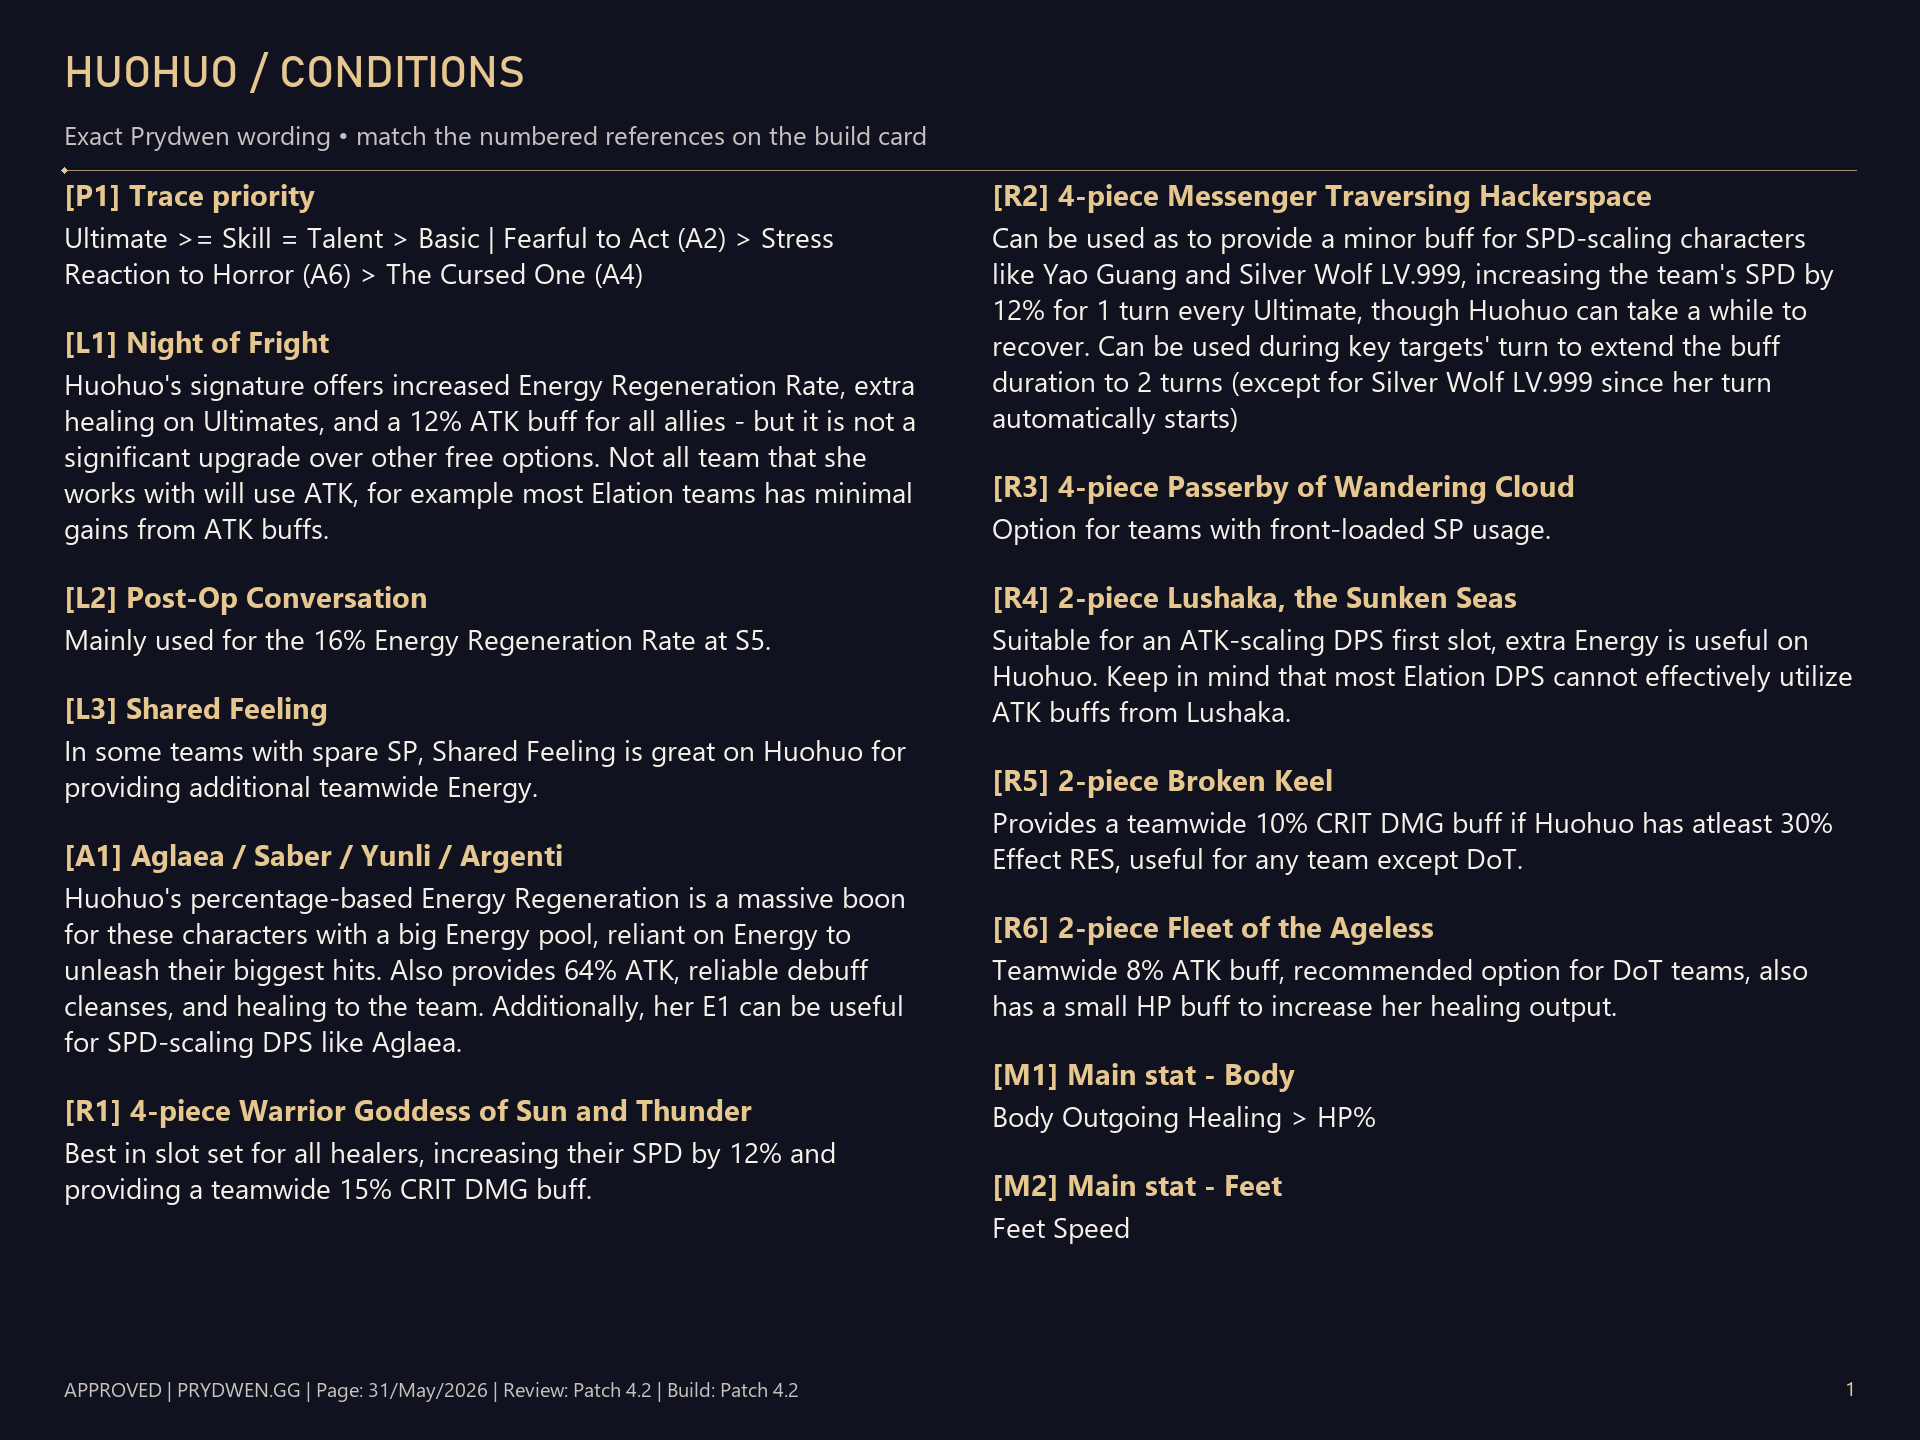 HUOHUO / CONDITIONS
Exact Prydwen wording • match the numbered references on the build card
[P1] Trace priority
Ultimate >= Skill = Talent > Basic | Fearful to Act (A2) > Stress
Reaction to Horror (A6) > The Cursed One (A4)
[L1] Night of Fright
Huohuo's signature offers increased Energy Regeneration Rate, extra
healing on Ultimates, and a 12% ATK buff for all allies - but it is not a
significant upgrade over other free options. Not all team that she
works with will use ATK, for example most Elation teams has minimal
gains from ATK buffs.
[L2] Post-Op Conversation
Mainly used for the 16% Energy Regeneration Rate at S5.
[L3] Shared Feeling
In some teams with spare SP, Shared Feeling is great on Huohuo for
providing additional teamwide Energy.
[A1] Aglaea / Saber / Yunli / Argenti
Huohuo's percentage-based Energy Regeneration is a massive boon
for these characters with a big Energy pool, reliant on Energy to
unleash their biggest hits. Also provides 64% ATK, reliable debuff
cleanses, and healing to the team. Additionally, her E1 can be useful
for SPD-scaling DPS like Aglaea.
[R1] 4-piece Warrior Goddess of Sun and Thunder
Best in slot set for all healers, increasing their SPD by 12% and
providing a teamwide 15% CRIT DMG buff.
[R2] 4-piece Messenger Traversing Hackerspace
Can be used as to provide a minor buff for SPD-scaling characters
like Yao Guang and Silver Wolf LV.999, increasing the team's SPD by
12% for 1 turn every Ultimate, though Huohuo can take a while to
recover. Can be used during key targets' turn to extend the buff
duration to 2 turns (except for Silver Wolf LV.999 since her turn
automatically starts)
[R3] 4-piece Passerby of Wandering Cloud
Option for teams with front-loaded SP usage.
[R4] 2-piece Lushaka, the Sunken Seas
Suitable for an ATK-scaling DPS first slot, extra Energy is useful on
Huohuo. Keep in mind that most Elation DPS cannot effectively utilize
ATK buffs from Lushaka.
[R5] 2-piece Broken Keel
Provides a teamwide 10% CRIT DMG buff if Huohuo has atleast 30%
Effect RES, useful for any team except DoT.
[R6] 2-piece Fleet of the Ageless
Teamwide 8% ATK buff, recommended option for DoT teams, also
has a small HP buff to increase her healing output.
[M1] Main stat - Body
Body Outgoing Healing > HP%
[M2] Main stat - Feet
Feet Speed
APPROVED | PRYDWEN.GG | Page: 31/May/2026 | Review: Patch 4.2 | Build: Patch 4.2
1